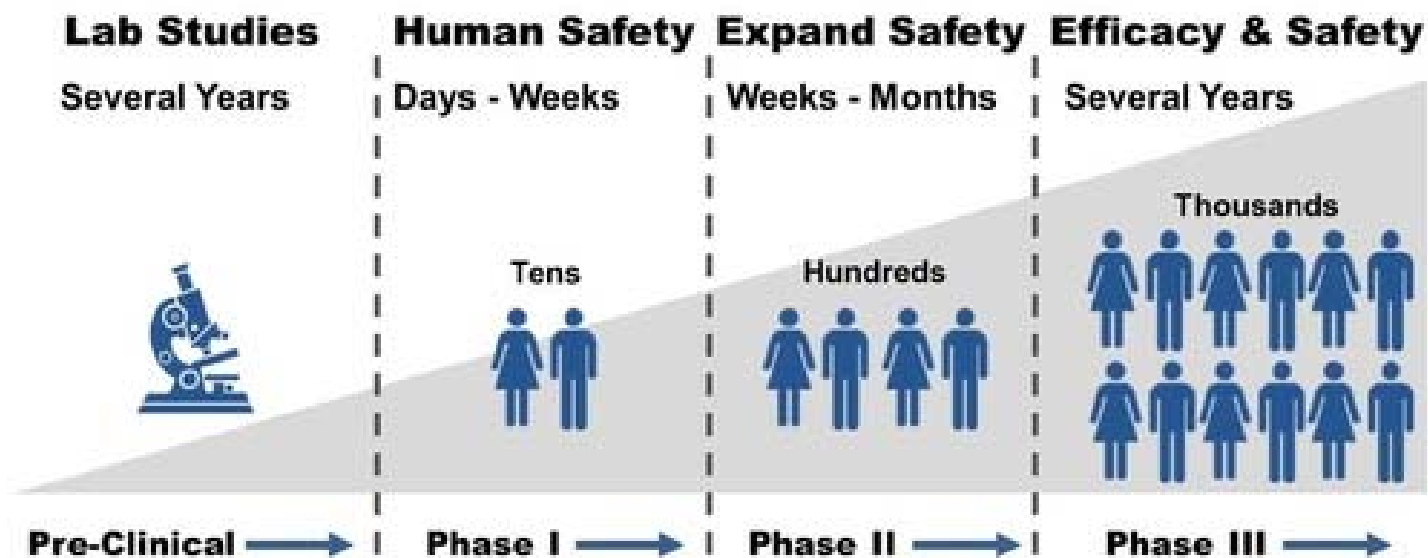 Lab Studies
Human Safety
Expand Safety
Efficacy & Safety
Several Years
Days - Weeks
Weeks - Months
Several Years
Thousands
Tens
Hundreds
Pre-Clinical
Phase I
Phase II
Phase III